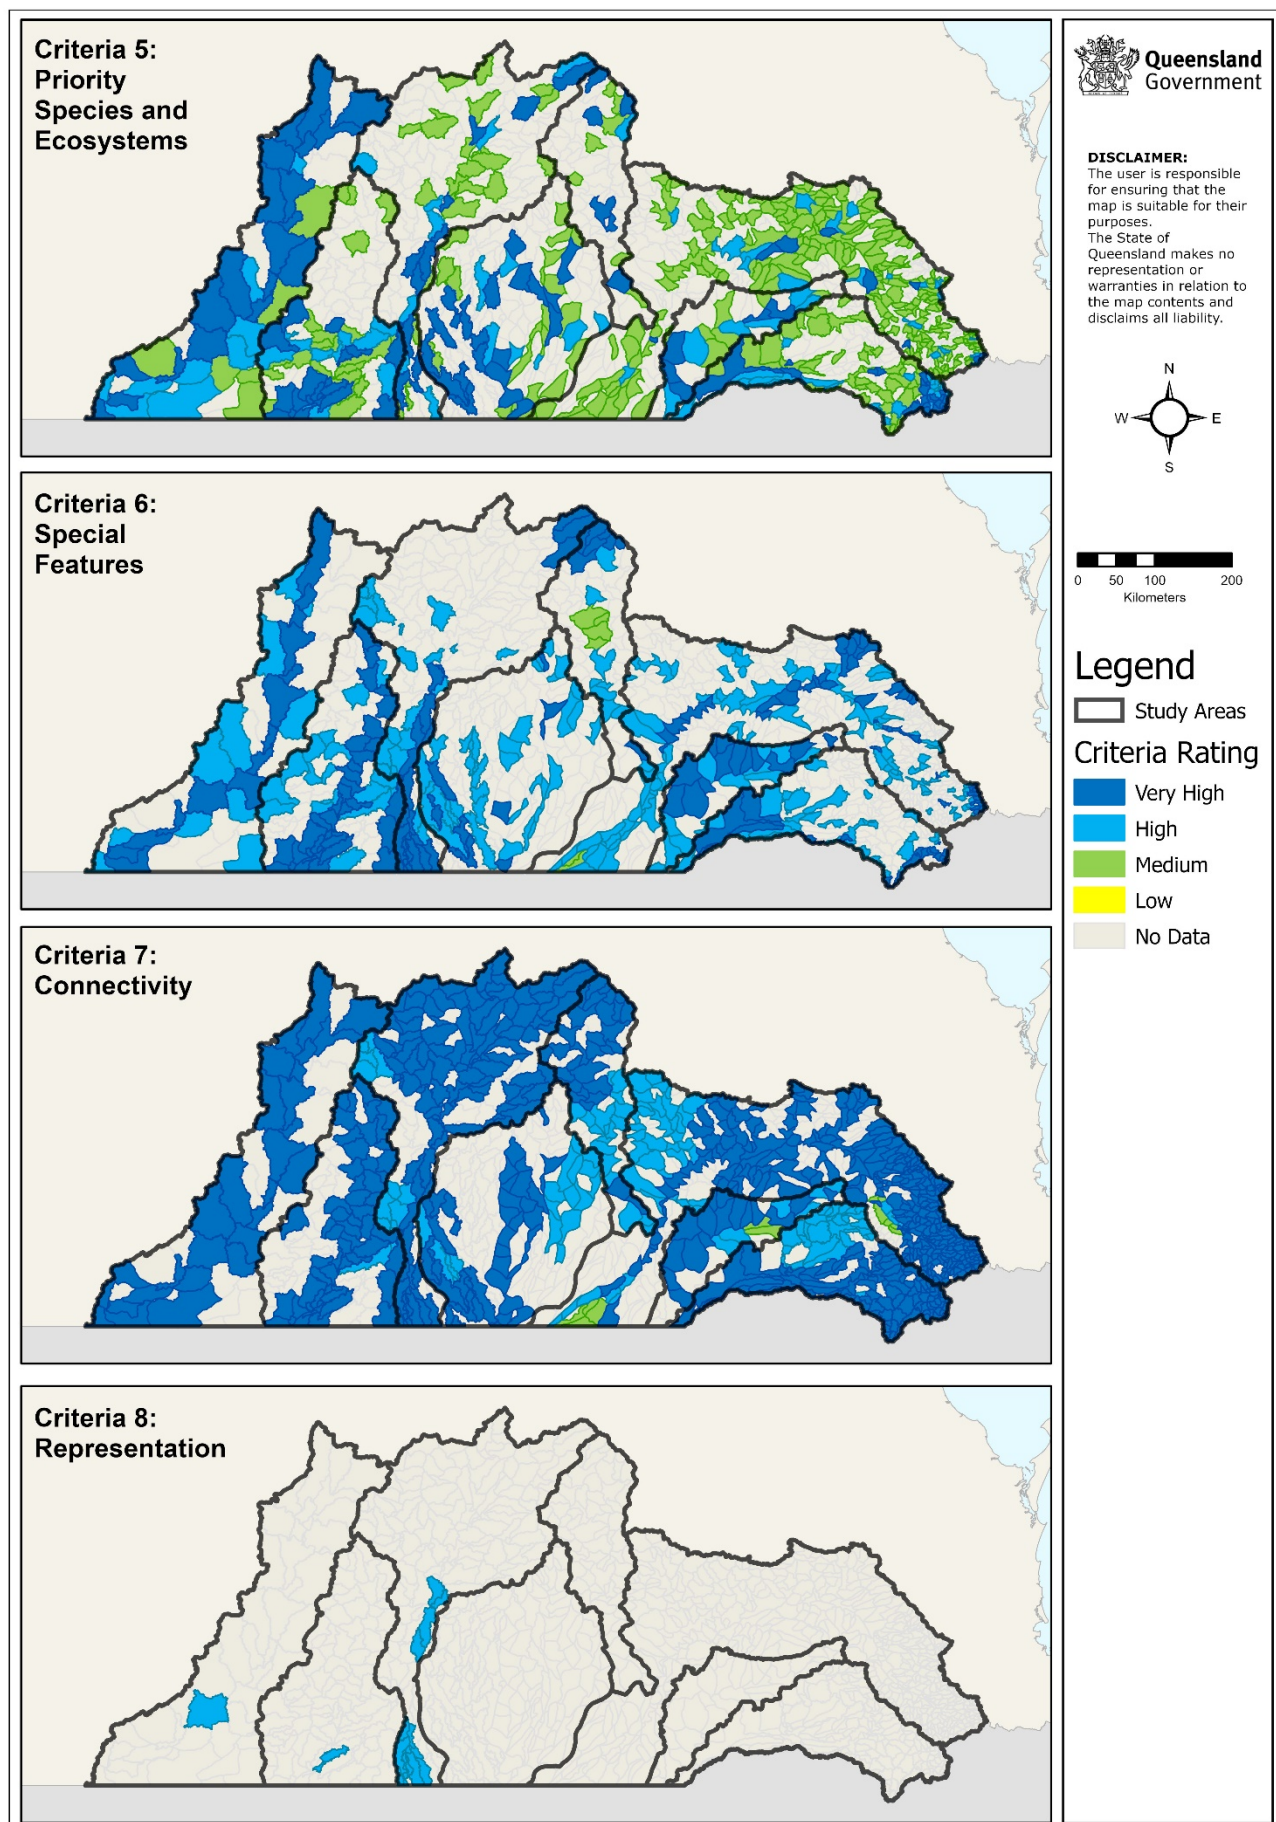 Criteria 5:
Priority
Species and
Ecosystems
Criteria 6:
Special
Features
Criteria 7:
Connectivity
Criteria 8:
Representation
Queensland
Government
DISCLAIMER:
The user is responsible
for ensuring that the
map is suitable for their
purposes.
The State of
Queensland makes no
representation or
warranties in relation to
the map contents and
disclaims all liability.
N
W E
S
0 50 100 200
Kilometers
Legend
Study Areas
Criteria Rating
Very High
High
Medium
Low
No Data